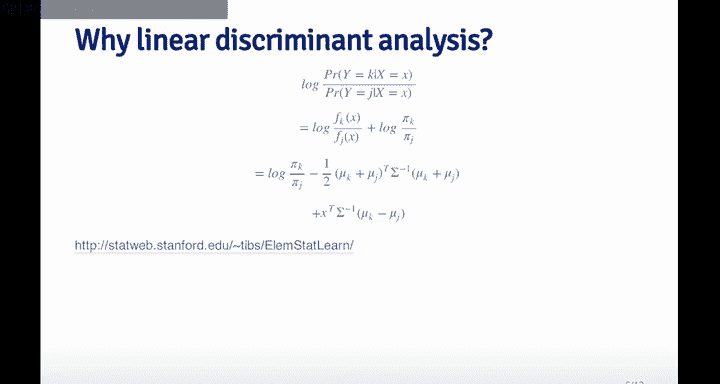 Why linear discriminant analysis?
log Pr(Y = k|X = x) / Pr(Y = j|X = x)
= log f_k(x) / f_j(x) + log π_k / π_j
= log π_k / π_j − 1/2 (μ_k + μ_j)^T Σ^−1 (μ_k + μ_j)
+x^T Σ^−1 (μ_k − μ_j)
http://statweb.stanford.edu/~tibs/ElemStatLearn/